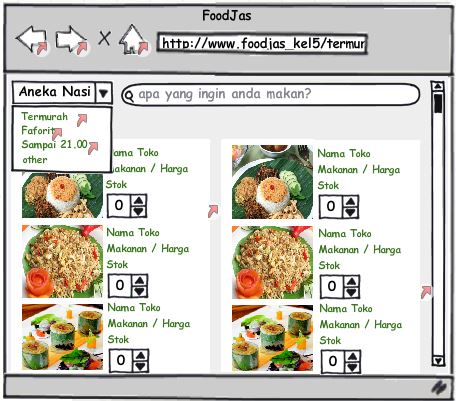 FoodJas
http://www.foodjas_kel5/termur
Aneka Nasi
apa yang ingin anda makan?
Termurah
Faforit
Sampai 21.00
other
Nama Toko
Makanan / Harga
Stok
0
Nama Toko
Makanan / Harga
Stok
0
Nama Toko
Makanan / Harga
Stok
0
Nama Toko
Makanan / Harga
Stok
0
Nama Toko
Makanan / Harga
Stok
0
Nama Toko
Makanan / Harga
Stok
0